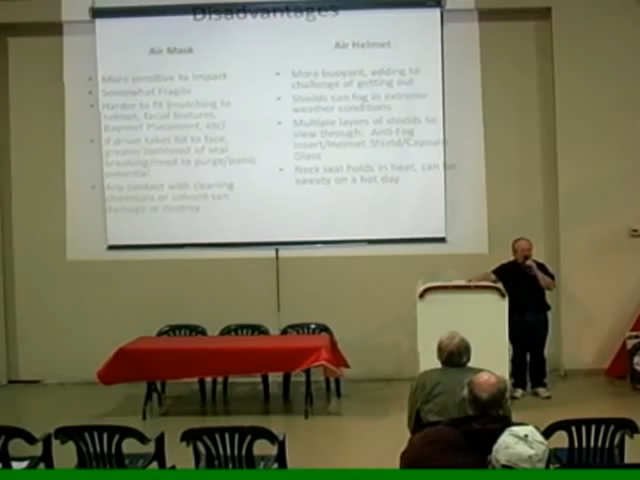 Disadvantages
Air Mask
• More sensitive to impact
• Somewhat Fragile
• Harder to fit (matching to
helmet, facial features,
Bayonet Placement, etc)
• If driver takes lid to face,
greater likelihood of seal
breaking/need to purge/panic
potential
• Any contact with cleaning
chemicals or solvent can
damage or destroy
Air Helmet
• More buoyant, adding to
challenge of getting out
• Shields can fog in extreme
weather conditions
• Multiple layers of shields to
view through: Anti-Fog
Insert/Helmet Shield/Capsule
Glass
• Neck seal holds in heat, can be
sweaty on a hot day